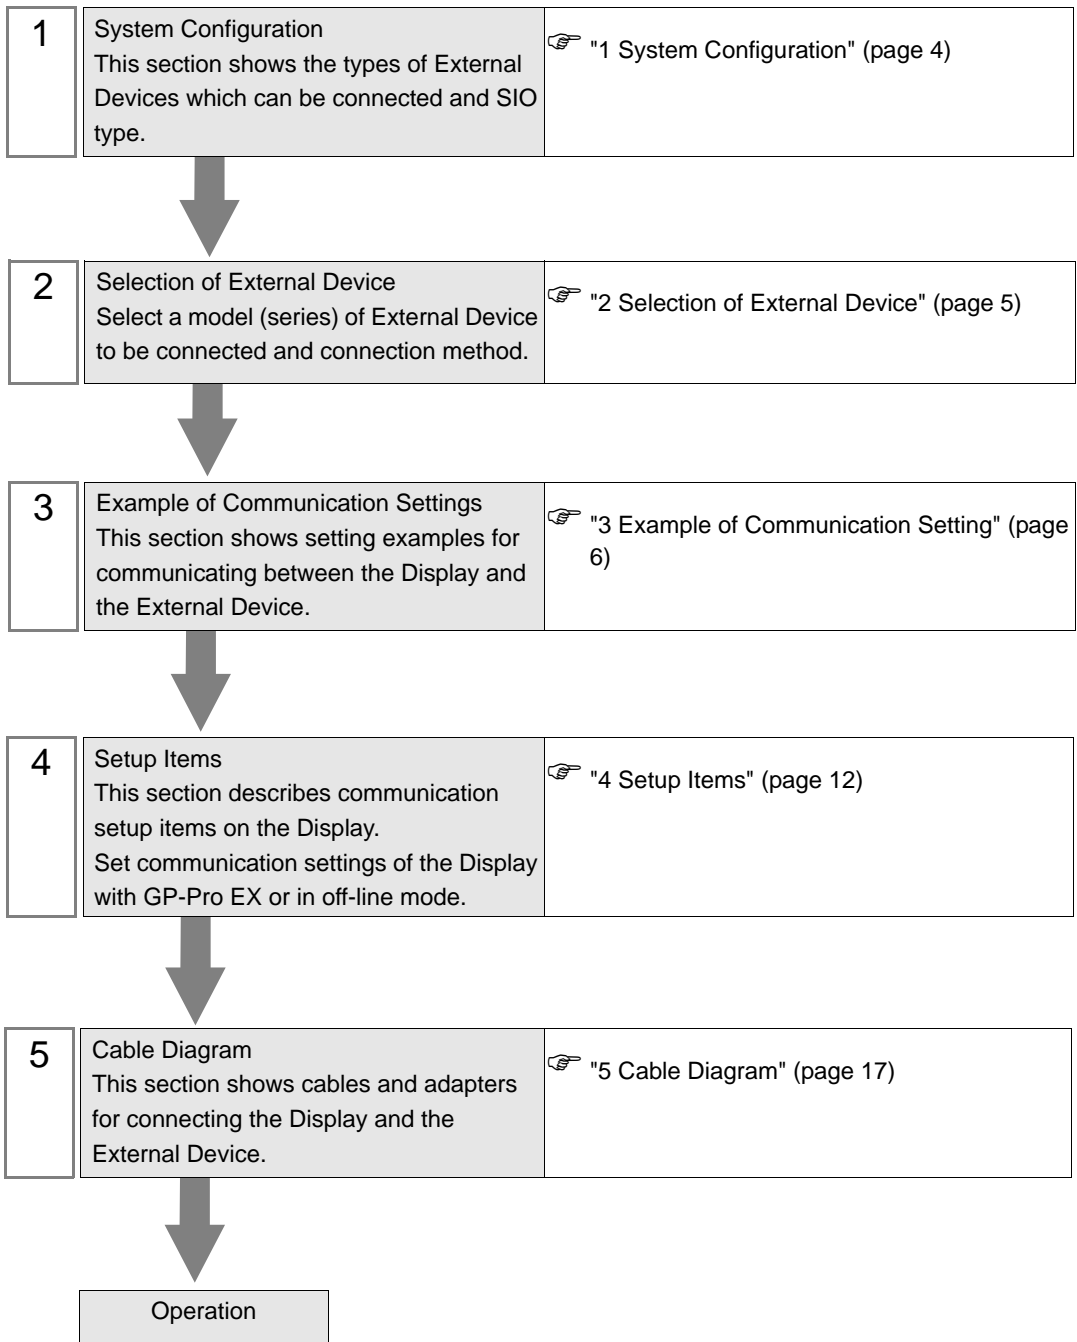 1
System Configuration
This section shows the types of External
Devices which can be connected and SIO
type.
"1 System Configuration" (page 4)
2
Selection of External Device
Select a model (series) of External Device
to be connected and connection method.
"2 Selection of External Device" (page 5)
3
Example of Communication Settings
This section shows setting examples for
communicating between the Display and
the External Device.
"3 Example of Communication Setting" (page
6)
4
Setup Items
This section describes communication
setup items on the Display.
Set communication settings of the Display
with GP-Pro EX or in off-line mode.
"4 Setup Items" (page 12)
5
Cable Diagram
This section shows cables and adapters
for connecting the Display and the
External Device.
"5 Cable Diagram" (page 17)
Operation